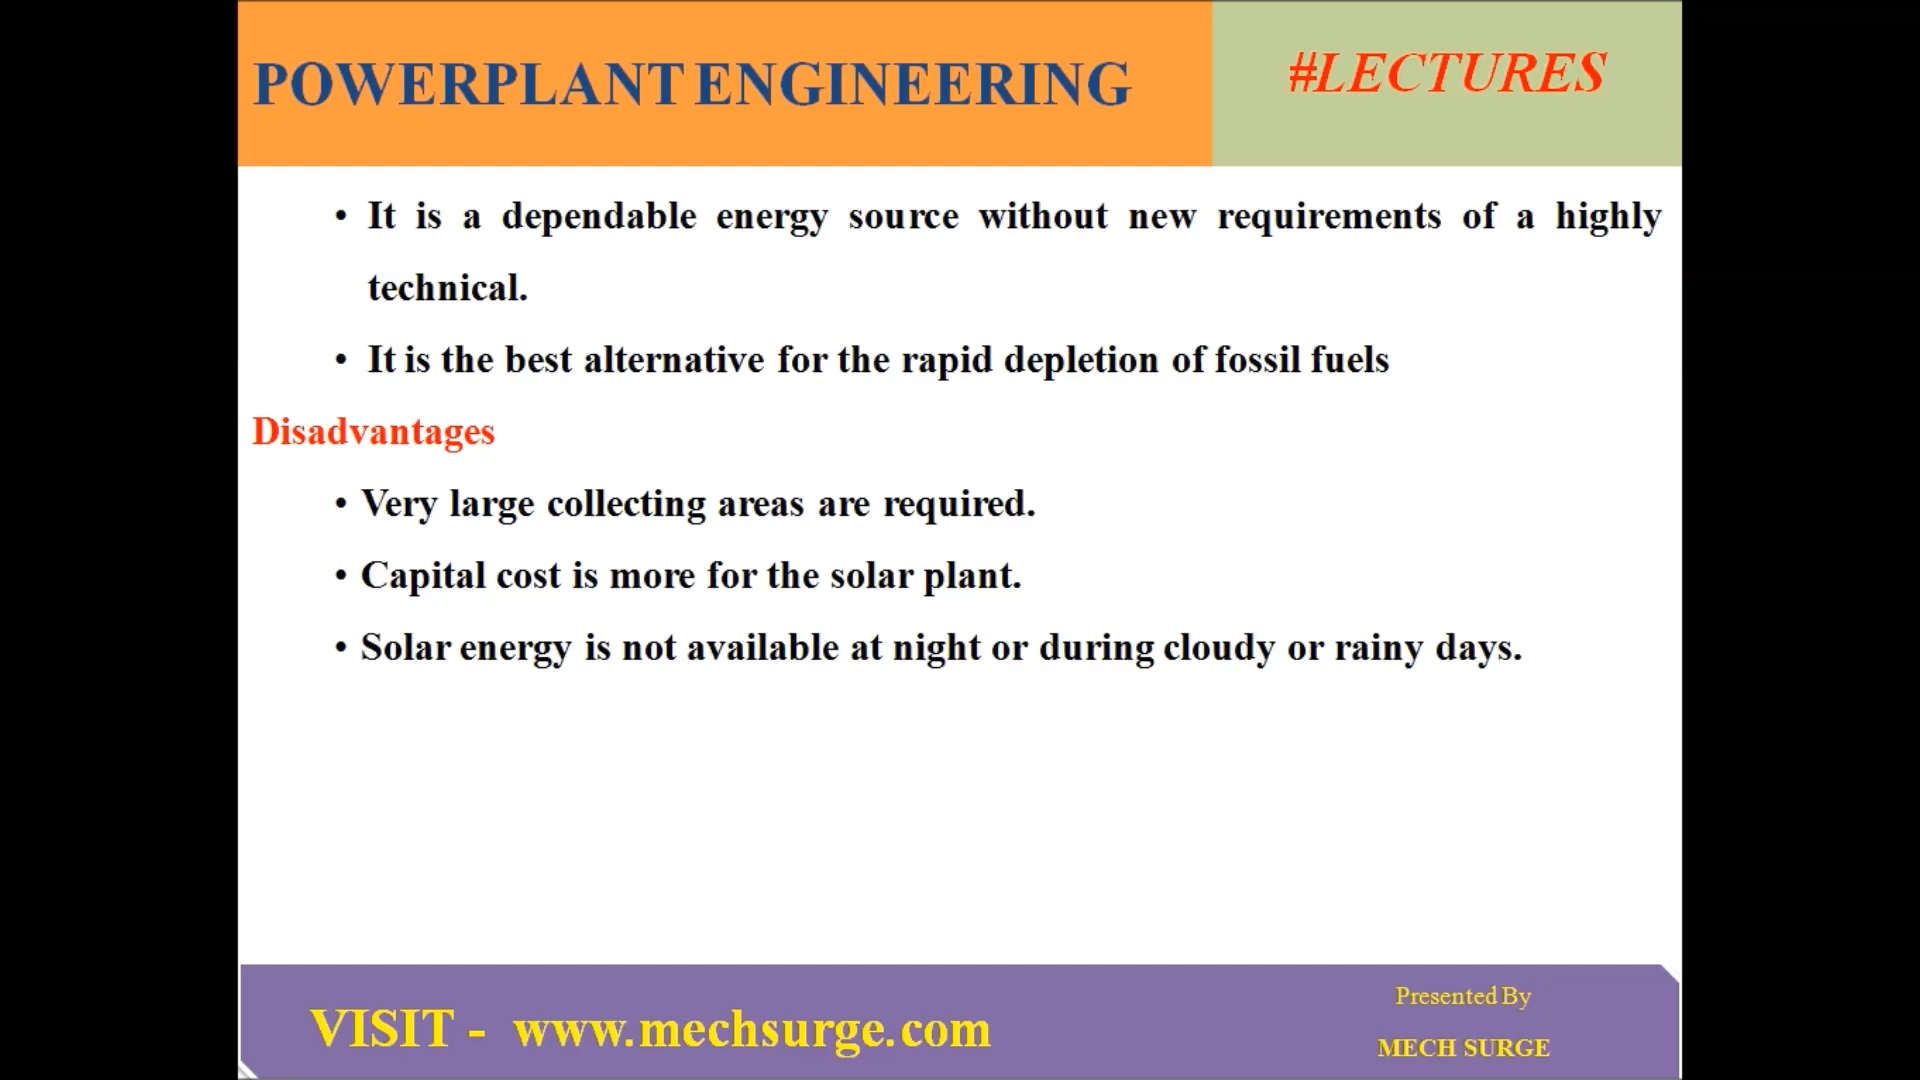 POWERPLANT ENGINEERING
#LECTURES
• It is a dependable energy source without new requirements of a highly
technical.
• It is the best alternative for the rapid depletion of fossil fuels
Disadvantages
• Very large collecting areas are required.
• Capital cost is more for the solar plant.
• Solar energy is not available at night or during cloudy or rainy days.
VISIT - www.mechsurge.com
Presented By
MECH SURGE